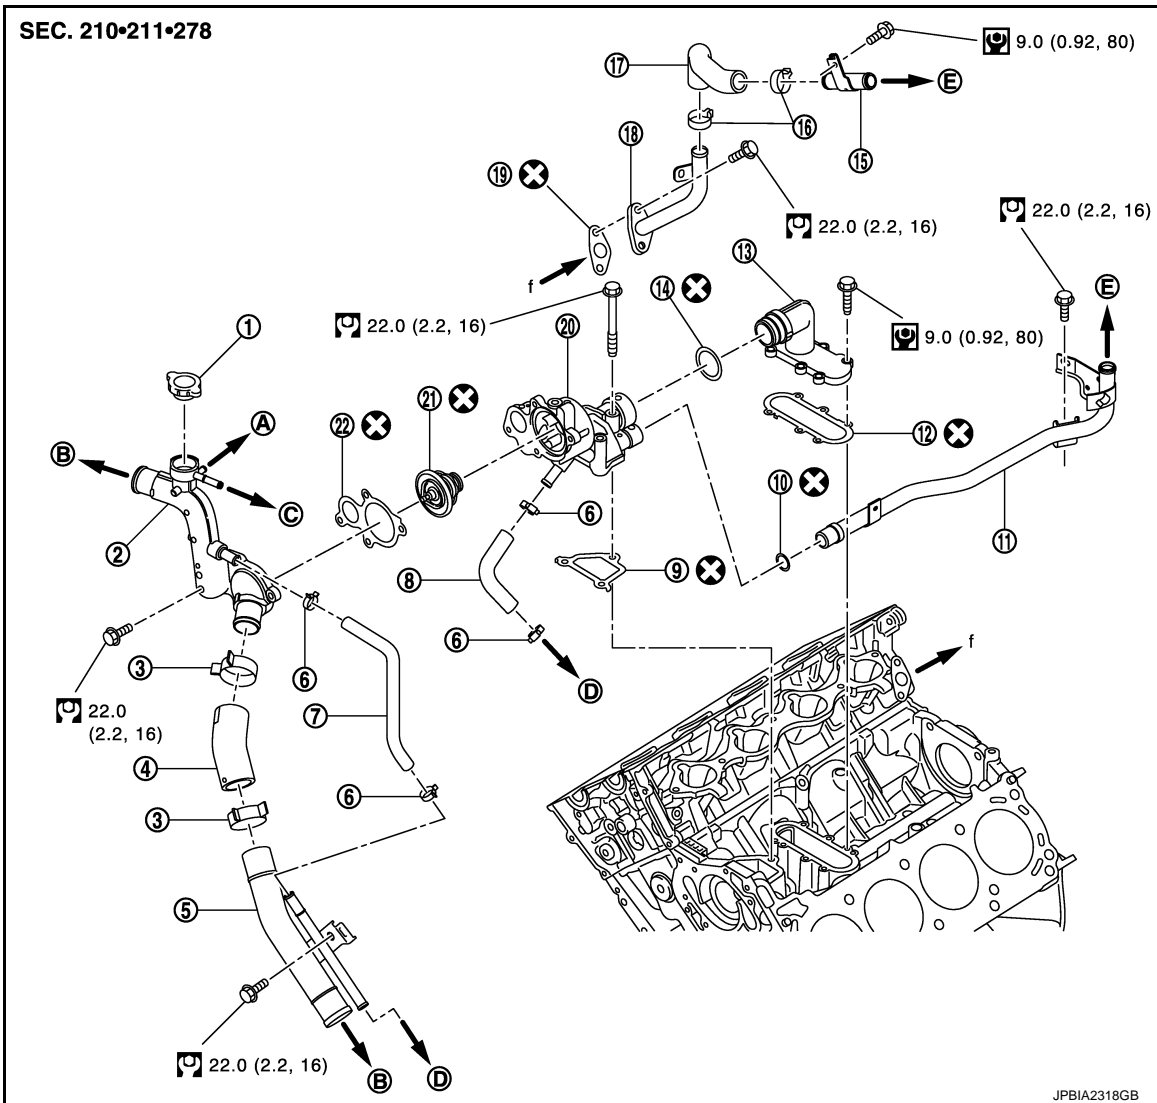 SEC. 210•211•278
9.0 (0.92, 80)
17
E
16
15
18
19
22.0 (2.2, 16)
22.0 (2.2, 16)
f
13
14
E
22.0 (2.2, 16)
20
9.0 (0.92, 80)
1
21
22
A
B
12
10
C
6
2
11
8
9
6
6
3
D
f
7
22.0
(2.2, 16)
4
6
3
5
22.0 (2.2, 16)
B
D
JPBIA2318GB